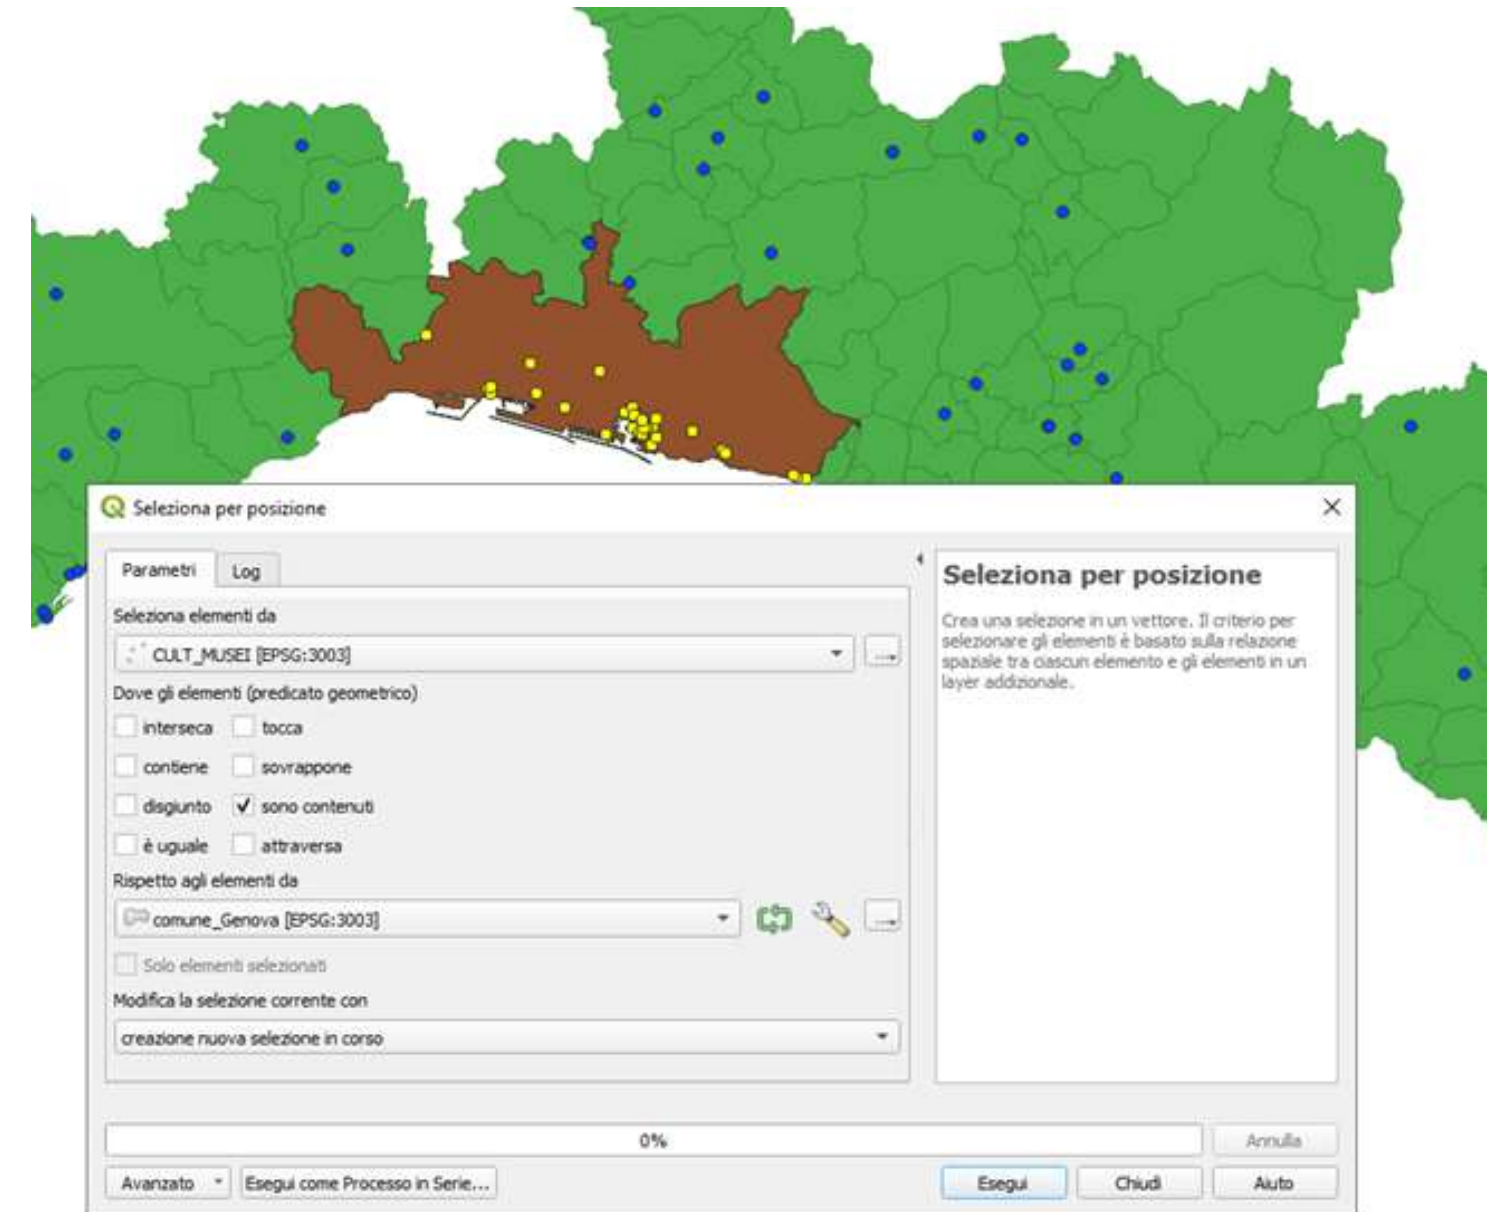 Seleziona per posizione
Parametri Log
Seleziona elementi da
CULT_MUSEI [EPSG:3003]
Dove gli elementi (predicato geometrico)
interseca tocca
contiene sovrappone
disgiunto sono contenuti
è uguale attraversa
Rispetto agli elementi da
comune_Genova [EPSG:3003]
Solo elementi selezionati
Modifica la selezione corrente con
creazione nuova selezione in corso
Seleziona per posizione
Crea una selezione in un vettore. Il criterio per
selezionare gli elementi è basato sulla relazione
spaziale tra ciascun elemento e gli elementi in un
layer addizionale.
0% Annulla
Avanzato Esegui come Processo in Serie... Esegui Chiudi Aiuto